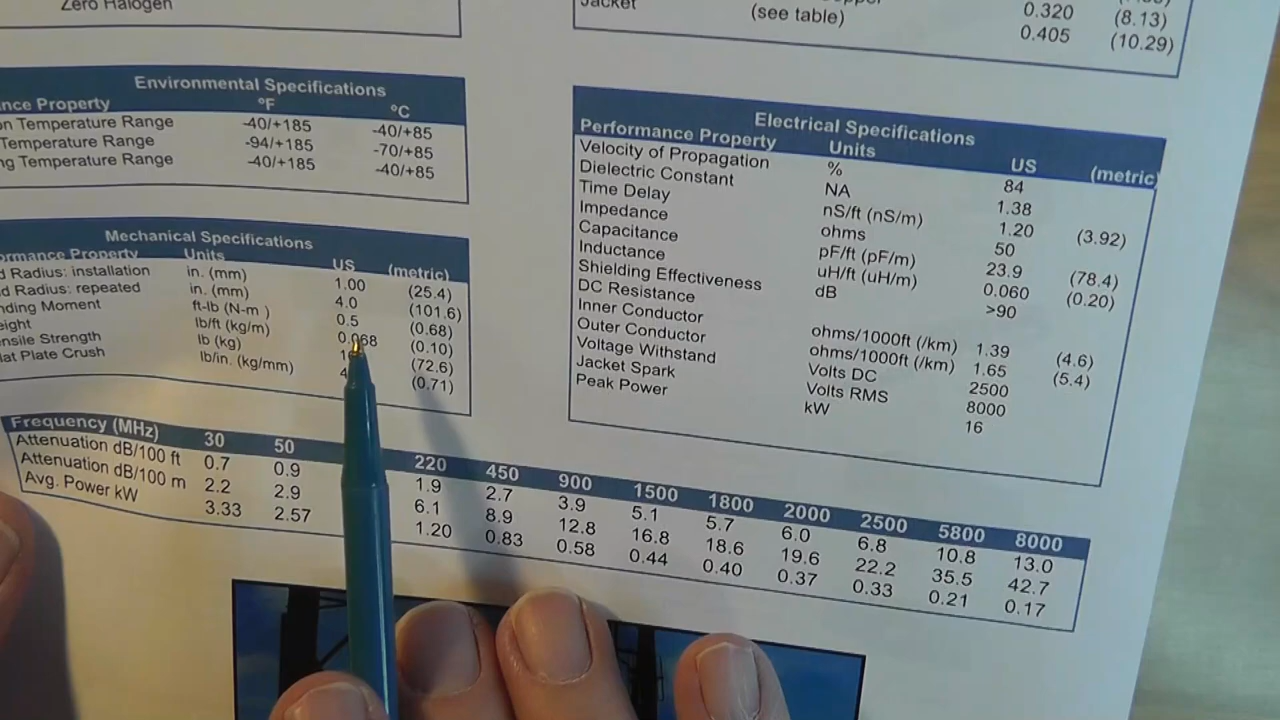 Zero Halogen
Jacket (see table) 0.320 (8.13)
0.405 (10.29)
Environmental Specifications
Property °F °C
Temperature Range -40/+185 -40/+85
Temperature Range -94/+185 -70/+85
Temperature Range -40/+185 -40/+85
Mechanical Specifications
Property Units US (metric)
Radius: installation in. (mm) 1.00 (25.4)
Radius: repeated in. (mm) 4.0 (101.6)
Moment ft-lb (N-m ) 0.5 (0.68)
lb/ft (kg/m) 0.068 (0.10)
Strength lb (kg) (72.6)
Plate Crush lb/in. (kg/mm) (0.71)
Electrical Specifications
Performance Property Units US (metric)
Velocity of Propagation % 84
Dielectric Constant NA 1.38
Time Delay nS/ft (nS/m) 1.20 (3.92)
Impedance ohms 50
Capacitance pF/ft (pF/m) 23.9 (78.4)
Inductance uH/ft (uH/m) 0.060 (0.20)
Shielding Effectiveness dB >90
DC Resistance
Inner Conductor ohms/1000ft (/km) 1.39 (4.6)
Outer Conductor ohms/1000ft (/km) 1.65 (5.4)
Voltage Withstand Volts DC 2500
Jacket Spark Volts RMS 8000
Peak Power kW 16
Frequency (MHz) 30 50 220 450 900 1500 1800 2000 2500 5800 8000
Attenuation dB/100 ft 0.7 0.9 1.9 2.7 3.9 5.1 5.7 6.0 6.8 10.8 13.0
Attenuation dB/100 m 2.2 2.9 6.1 8.9 12.8 16.8 18.6 19.6 22.2 35.5 42.7
Avg. Power kW 3.33 2.57 1.20 0.83 0.58 0.44 0.40 0.37 0.33 0.21 0.17